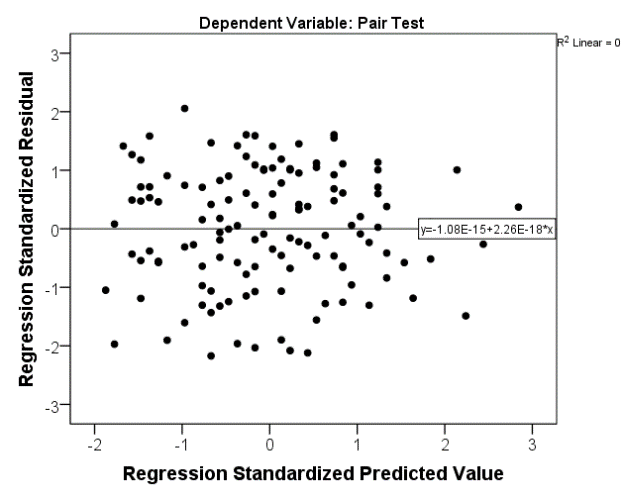 Dependent Variable: Pair Test
R² Linear = 0
Regression Standardized Residual
3
2
1
0
-1
-2
-3
y=-1.08E-15+2.26E-18*x
-2 -1 0 1 2 3
Regression Standardized Predicted Value